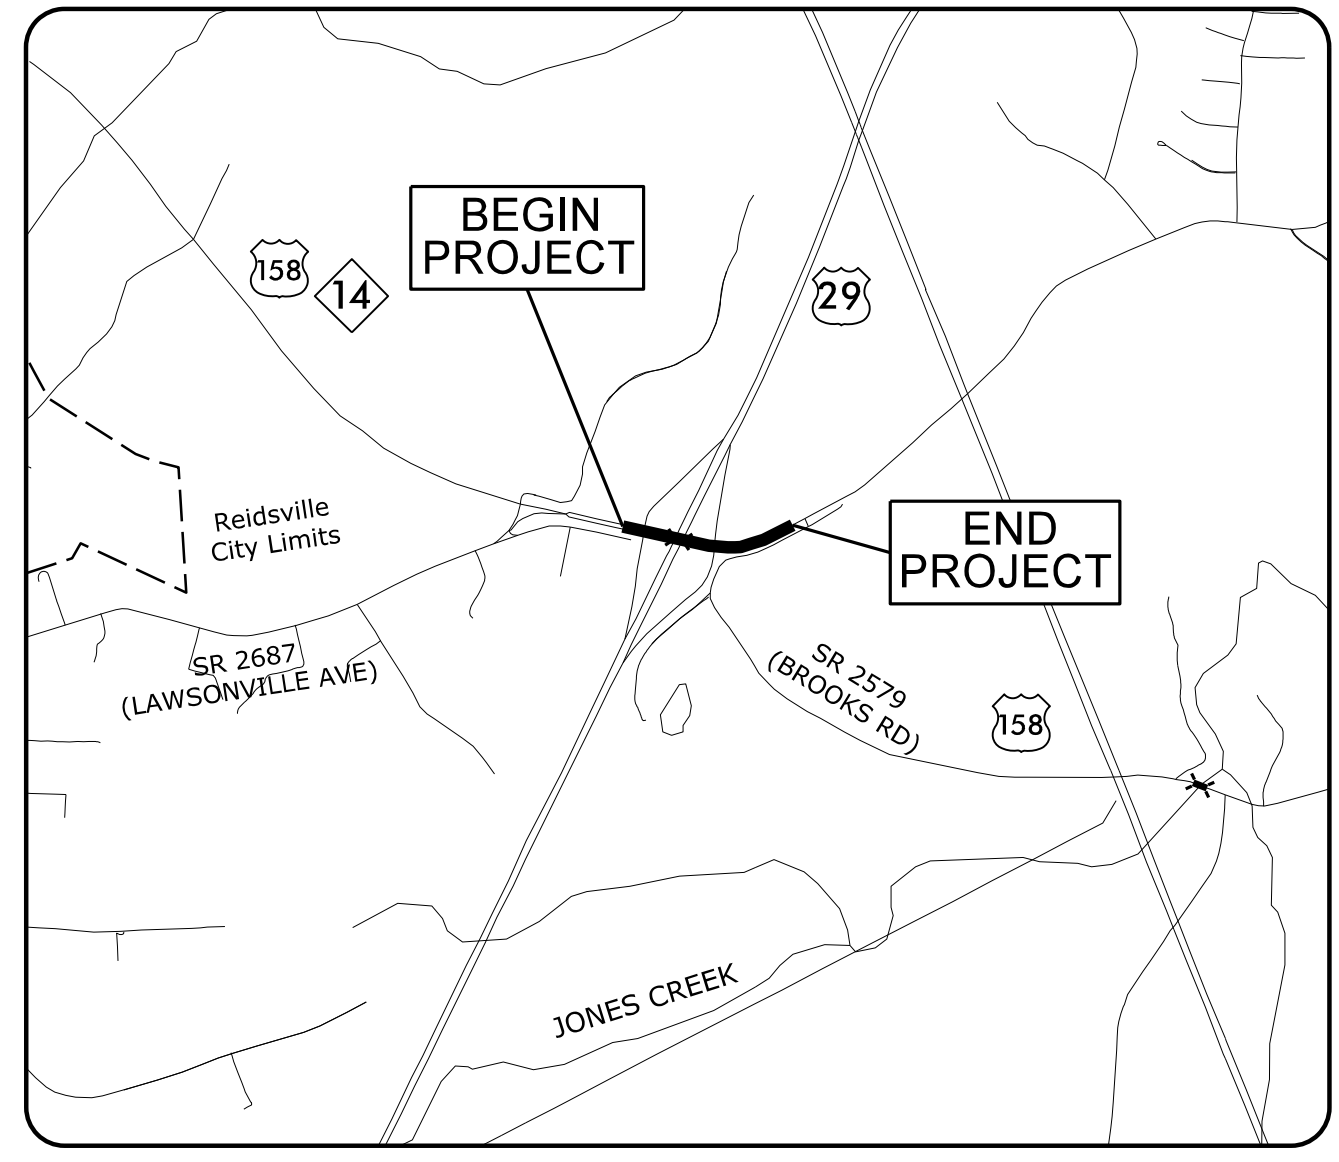 BEGIN
PROJECT
158
14
29
Reidsville
City Limits
END
PROJECT
SR 2687
(LAWSONVILLE AVE)
SR 2579
(BROOKS RD)
158
JONES CREEK